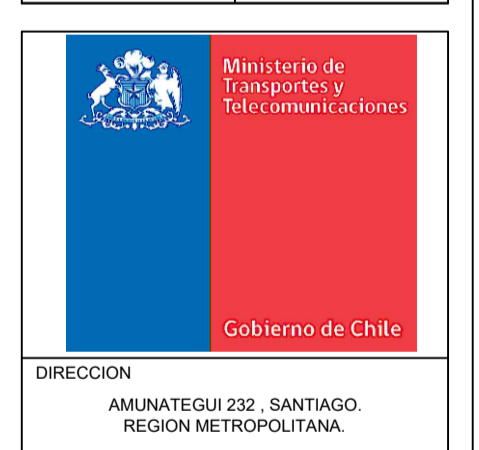 Ministerio de
Transportes y
Telecomunicaciones
Gobierno de Chile
DIRECCION
AMUNATEGUI 232 , SANTIAGO.
REGION METROPOLITANA.